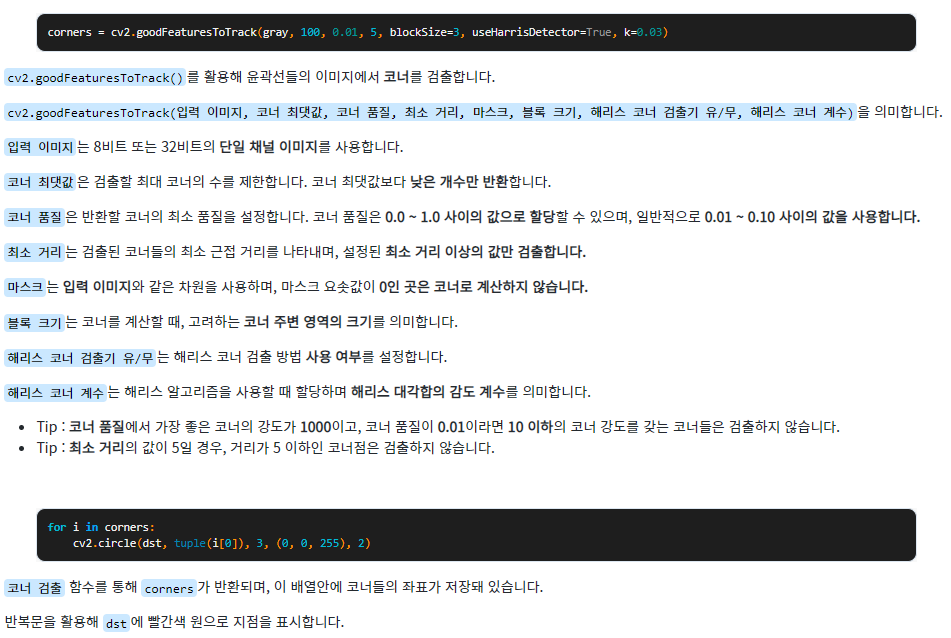 corners = cv2.goodFeaturesToTrack(gray, 100, 0.01, 5, blockSize=3, useHarrisDetector=True, k=0.03)
cv2.goodFeaturesToTrack()를 활용해 윤곽선들의 이미지에서 코너를 검출합니다.
cv2.goodFeaturesToTrack(입력 이미지, 코너 최댓값, 코너 품질, 최소 거리, 마스크, 블록 크기, 해리스 코너 검출기 유/무, 해리스 코너 계수)을 의미합니다.
입력 이미지는 8비트 또는 32비트의 단일 채널 이미지를 사용합니다.
코너 최댓값은 검출할 최대 코너의 수를 제한합니다. 코너 최댓값보다 낮은 개수만 반환합니다.
코너 품질은 반환할 코너의 최소 품질을 설정합니다. 코너 품질은 0.0 ~ 1.0 사이의 값으로 할당할 수 있으며, 일반적으로 0.01 ~ 0.10 사이의 값을 사용합니다.
최소 거리는 검출된 코너들의 최소 근접 거리를 나타내며, 설정된 최소 거리 이상의 값만 검출합니다.
마스크는 입력 이미지와 같은 차원을 사용하며, 마스크 요솟값이 0인 곳은 코너로 계산하지 않습니다.
블록 크기는 코너를 계산할 때, 고려하는 코너 주변 영역의 크기를 의미합니다.
해리스 코너 검출기 유/무는 해리스 코너 검출 방법 사용 여부를 설정합니다.
해리스 코너 계수는 해리스 알고리즘을 사용할 때 할당하며 해리스 대각합의 감도 계수를 의미합니다.
• Tip : 코너 품질에서 가장 좋은 코너의 강도가 1000이고, 코너 품질이 0.01이라면 10 이하의 코너 강도를 갖는 코너들은 검출하지 않습니다.
• Tip : 최소 거리의 값이 5일 경우, 거리가 5 이하인 코너점은 검출하지 않습니다.
for i in corners:
    cv2.circle(dst, tuple(i[0]), 3, (0, 0, 255), 2)
코너 검출 함수를 통해 corners가 반환되며, 이 배열안에 코너들의 좌표가 저장돼 있습니다.
반복문을 활용해 dst에 빨간색 원으로 지점을 표시합니다.